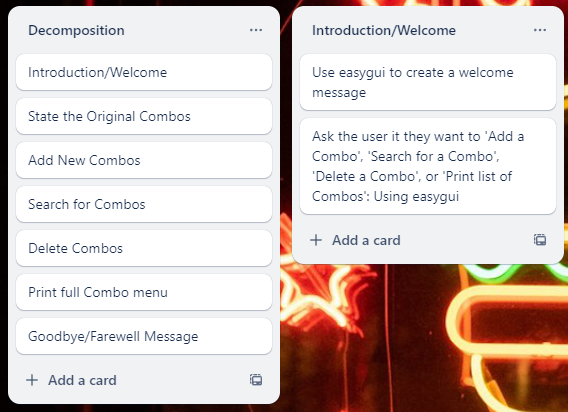 Decomposition
Introduction/Welcome
State the Original Combos
Add New Combos
Search for Combos
Delete Combos
Print full Combo menu
Goodbye/Farewell Message
Add a card
Introduction/Welcome
Use easygui to create a welcome
message
Ask the user it they want to 'Add a
Combo', 'Search for a Combo',
'Delete a Combo', or 'Print list of
Combos': Using easygui
Add a card